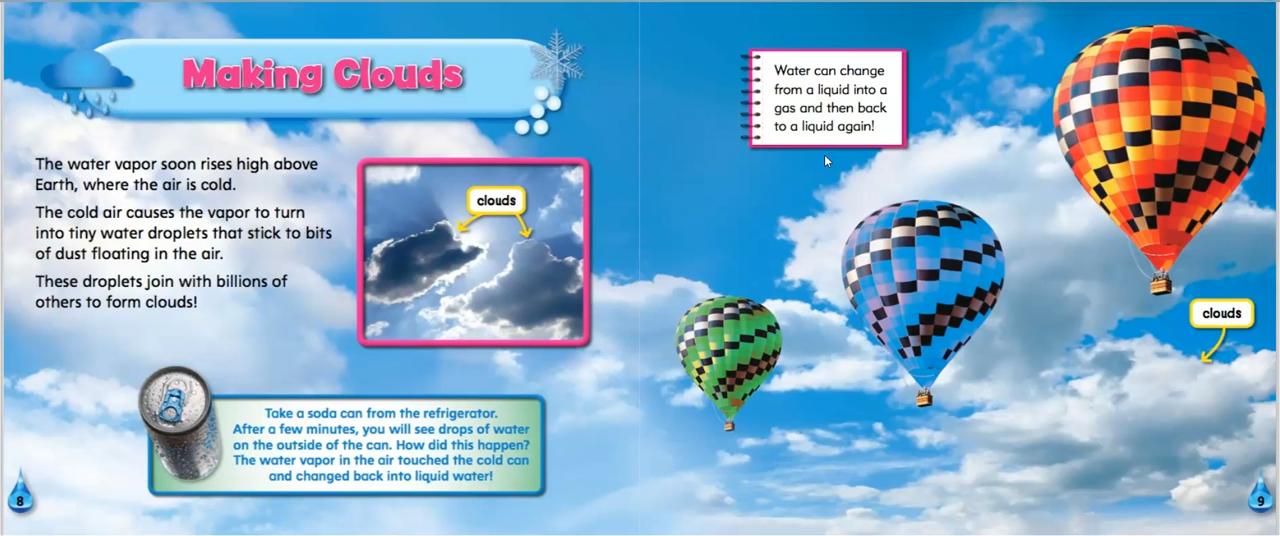 Making Clouds
The water vapor soon rises high above
Earth, where the air is cold.
The cold air causes the vapor to turn
into tiny water droplets that stick to bits
of dust floating in the air.
These droplets join with billions of
others to form clouds!
clouds
Take a soda can from the refrigerator.
After a few minutes, you will see drops of water
on the outside of the can. How did this happen?
The water vapor in the air touched the cold can
and changed back into liquid water!
8
Water can change
from a liquid into a
gas and then back
to a liquid again!
clouds
9